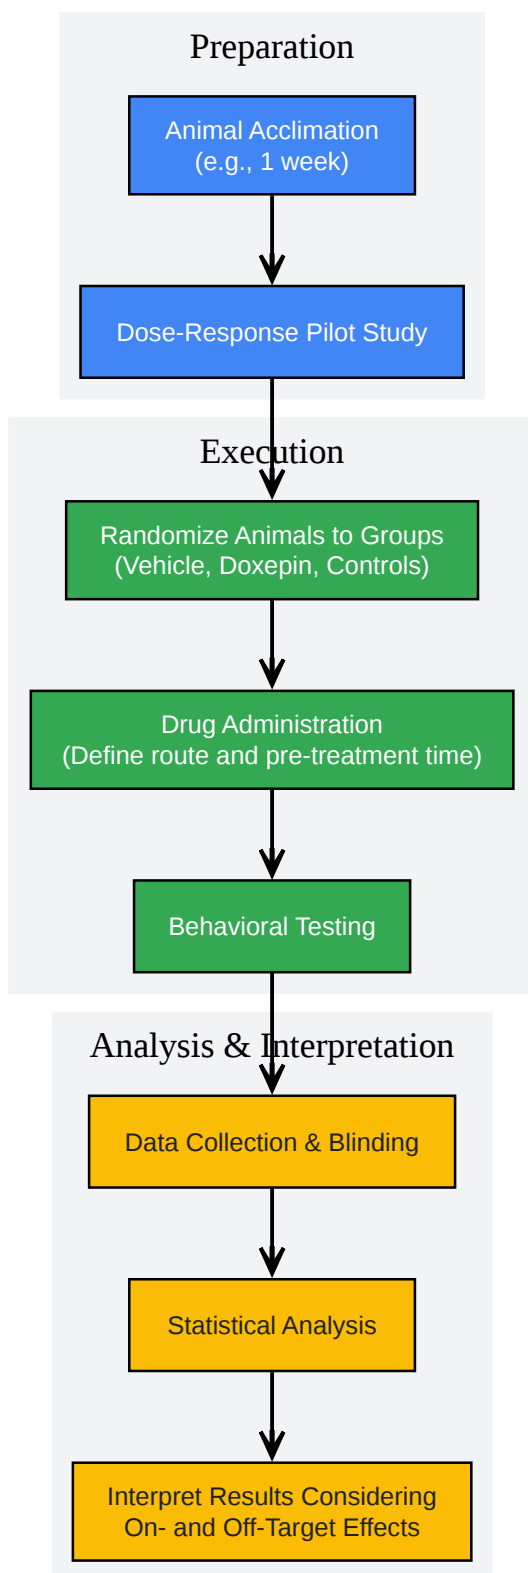 Preparation
Animal Acclimation
(e.g., 1 week)
Dose-Response Pilot Study
Execution
Randomize Animals to Groups
(Vehicle, Doxepin, Controls)
Drug Administration
(Define route and pre-treatment time)
Behavioral Testing
Analysis & Interpretation
Data Collection & Blinding
Statistical Analysis
Interpret Results Considering
On- and Off-Target Effects